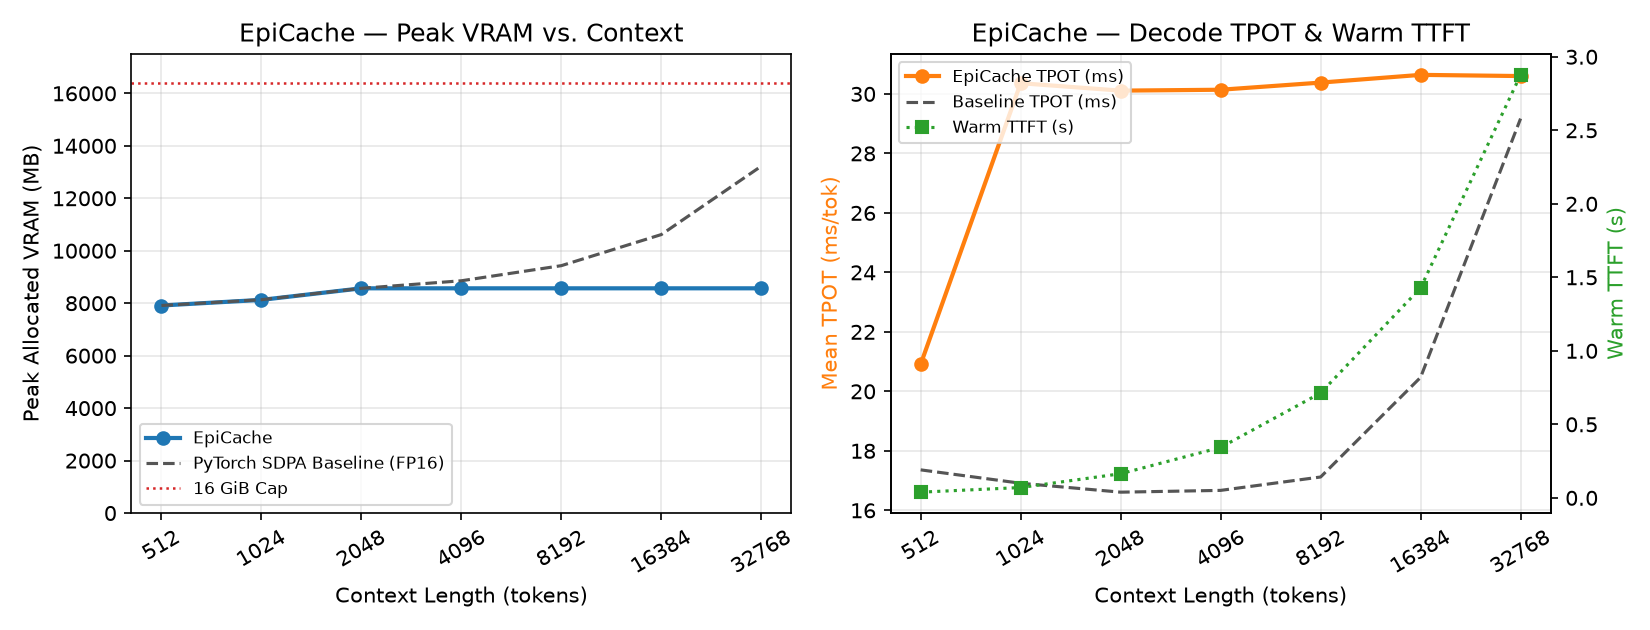 EpiCache — Peak VRAM vs. Context
Peak Allocated VRAM (MB)
16000
14000
12000
10000
8000
6000
4000
2000
0
EpiCache
PyTorch SDPA Baseline (FP16)
16 GiB Cap
512
1024
2048
4096
8192
16384
32768
Context Length (tokens)
EpiCache — Decode TPOT & Warm TTFT
Mean TPOT (ms/tok)
30
28
26
24
22
20
18
16
EpiCache TPOT (ms)
Baseline TPOT (ms)
Warm TTFT (s)
3.0
2.5
2.0
1.5
1.0
0.5
0.0
Warm TTFT (s)
512
1024
2048
4096
8192
16384
32768
Context Length (tokens)